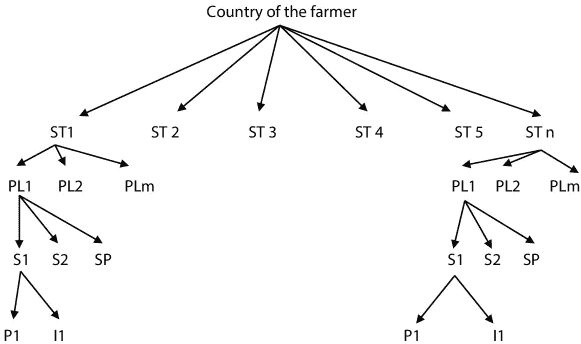 Country of the farmer
ST1 ST 2 ST 3 ST 4 ST 5 ST n
PL1 PL2 PLm PL1 PL2 PLm
S1 S2 SP S1 S2 SP
P1 I1 P1 I1